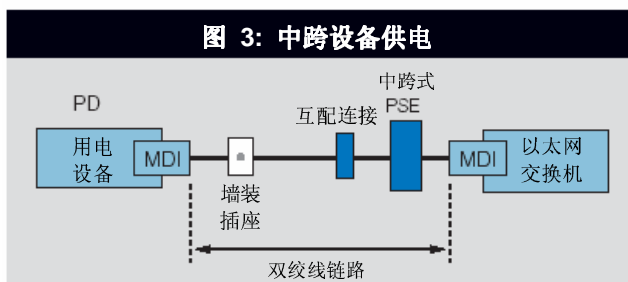 图 3: 中跨设备供电
中跨式
PSE
PD
互配连接
用电
设备
MDI
MDI
以太网
交换机
墙装
插座
双绞线链路